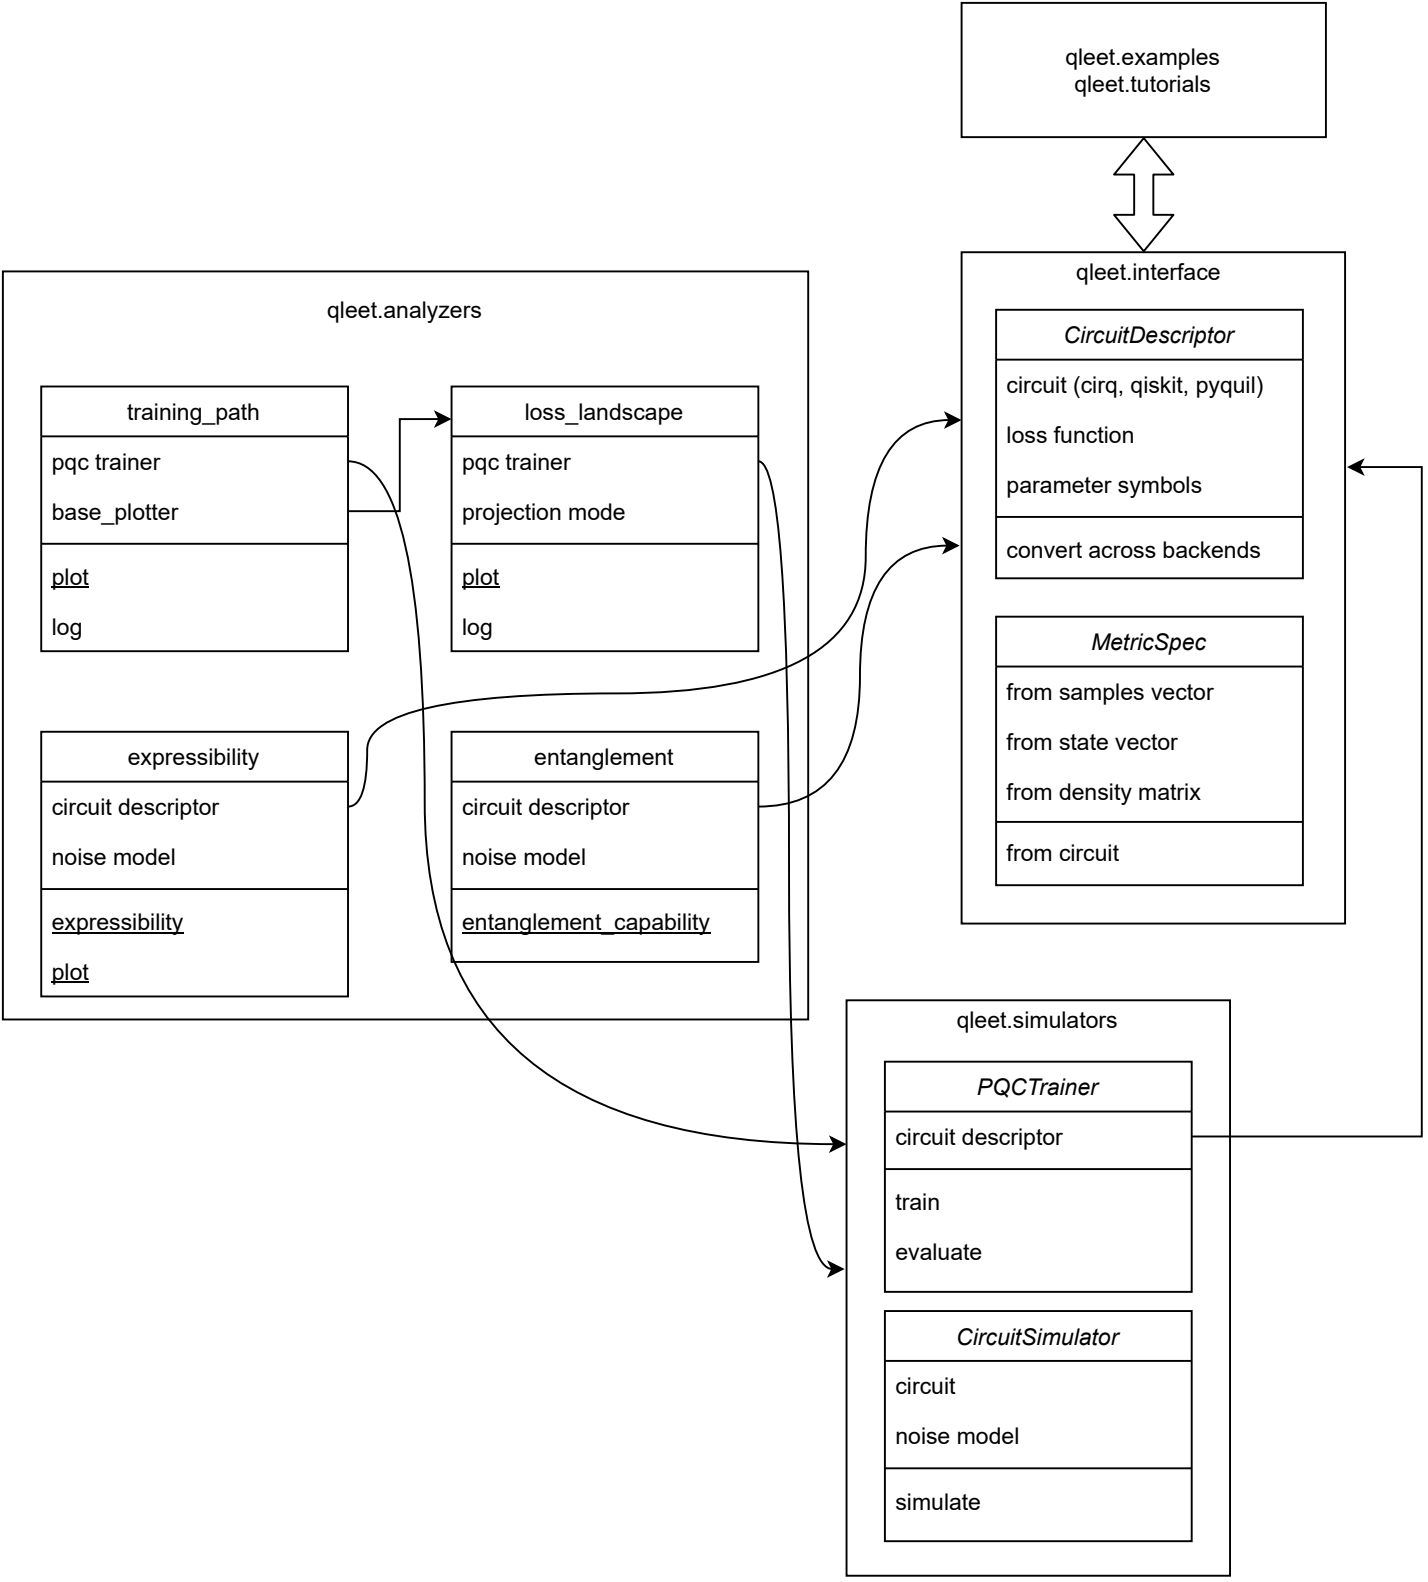 qleet.examples
qleet.tutorials
qleet.analyzers
training_path
pqc trainer
base_plotter
plot
log
loss_landscape
pqc trainer
projection mode
plot
log
expressibility
circuit descriptor
noise model
expressibility
plot
entanglement
circuit descriptor
noise model
entanglement_capability
qleet.interface
CircuitDescriptor
circuit (cirq, qiskit, pyquil)
loss function
parameter symbols
convert across backends
MetricSpec
from samples vector
from state vector
from density matrix
from circuit
qleet.simulators
PQCTrainer
circuit descriptor
train
evaluate
CircuitSimulator
circuit
noise model
simulate